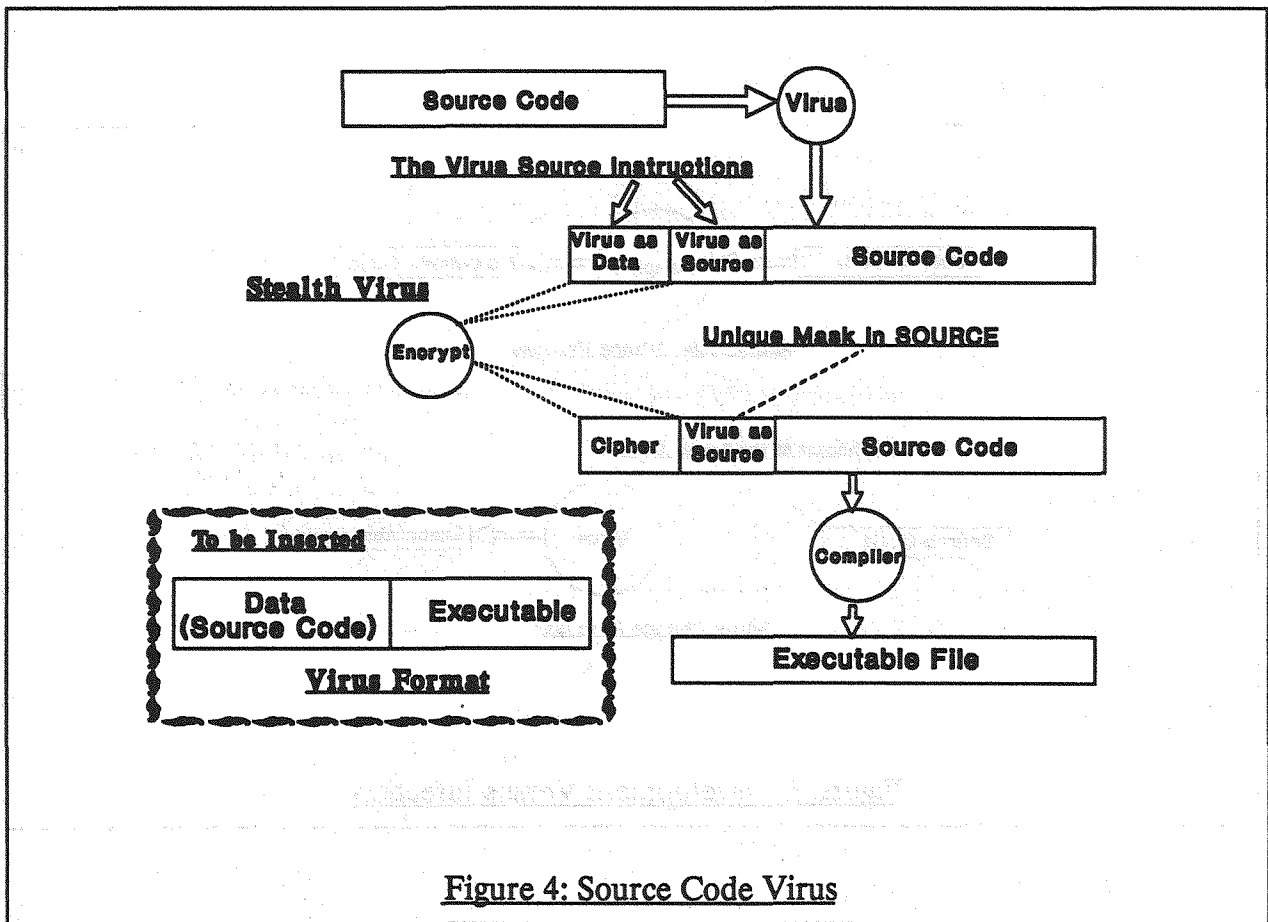 Source Code
Virus
The Virus Source Instructions
Virus as
Data
Virus as
Source
Source Code
Stealth Virus
Encrypt
Unique Mask in SOURCE
Cipher
Virus as
Source
Source Code
Compiler
Executable File
To be Inserted
Data
(Source Code)
Executable
Virus Format
Figure 4: Source Code Virus